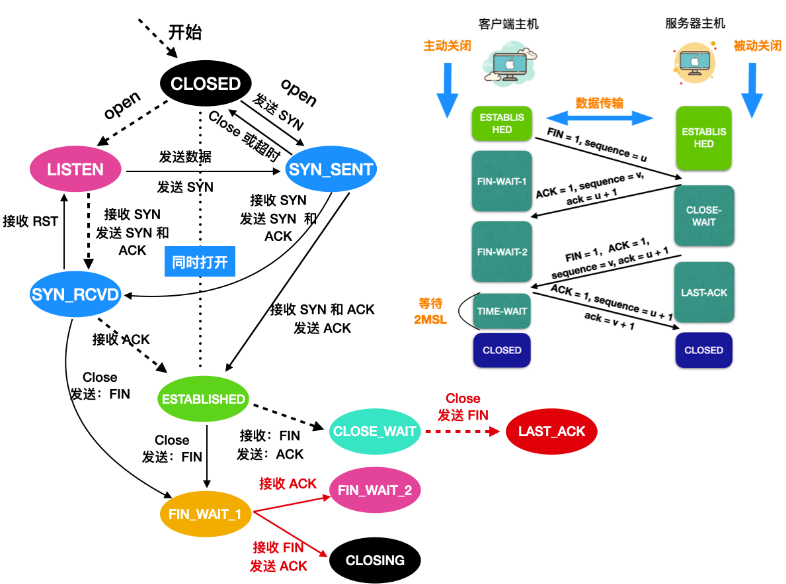 开始
CLOSED
open
open
发送 SYN
Close 或超时
LISTEN
发送数据
发送 SYN
SYN_SENT
接收 RST
接收 SYN
发送 SYN 和
ACK
接收 SYN
发送 SYN 和
ACK
同时打开
SYN_RCVD
接收 SYN 和 ACK
发送 ACK
接收 ACK
Close
发送：FIN
ESTABLISHED
Close
发送：FIN
接收：FIN
发送：ACK
CLOSE_WAIT
Close
发送 FIN
LAST_ACK
FIN_WAIT_1
接收 ACK
FIN_WAIT_2
接收 FIN
发送 ACK
CLOSING
客户端主机
服务器主机
主动关闭
被动关闭
数据传输
ESTABLIS
HED
ESTABLIS
HED
FIN = 1, sequence = u
FIN-WAIT-1
ACK = 1, sequence = v,
ack = u + 1
CLOSE-
WAIT
FIN-WAIT-2
FIN = 1, ACK = 1,
sequence = v, ack = u + 1
LAST-ACK
等待
2MSL
TIME-WAIT
ACK = 1, sequence = u + 1
ack = v + 1
CLOSED
CLOSED